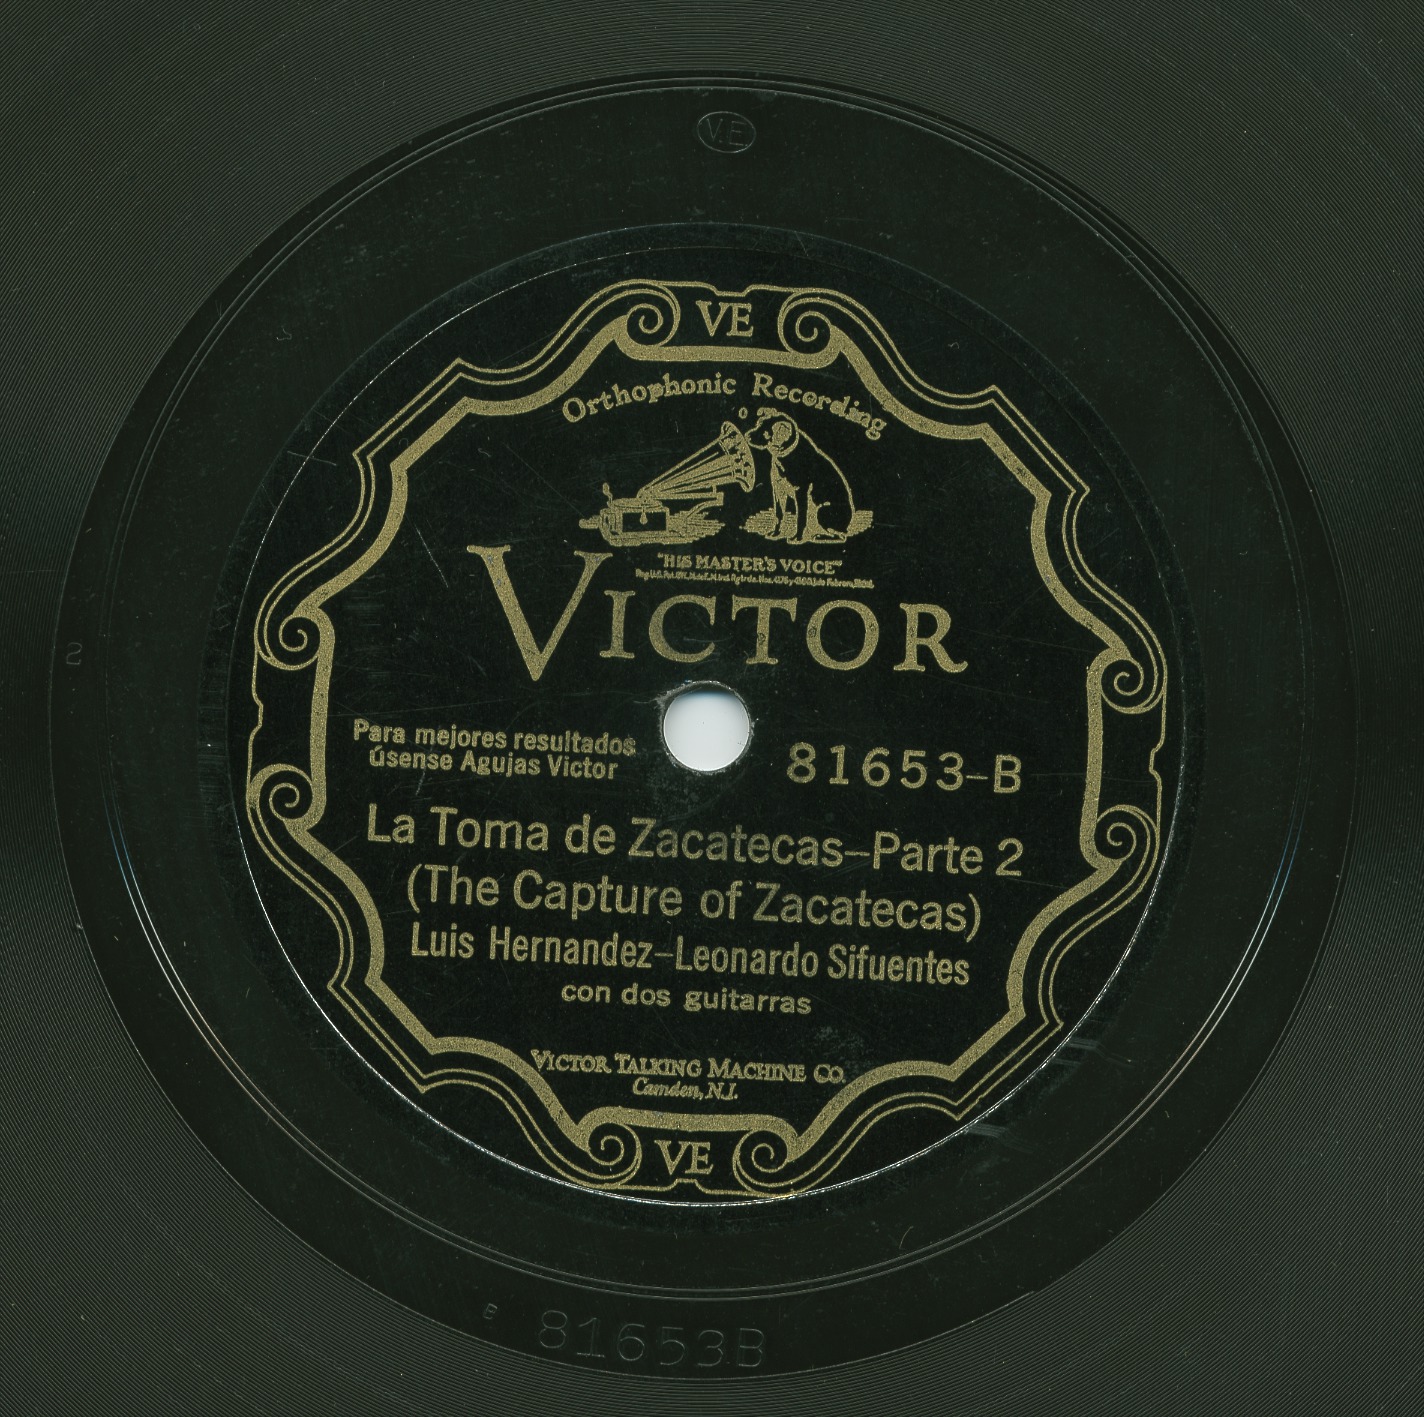 V.E.
VE
Orthophonic Recording
"HIS MASTER'S VOICE"
VICTOR
Para mejores resultados
úsense Agujas Victor
81653-B
La Toma de Zacatecas-Parte 2
(The Capture of Zacatecas)
Luis Hernandez-Leonardo Sifuentes
con dos guitarras
VICTOR TALKING MACHINE CO.
Camden, N.J.
VE
2
B 81653B